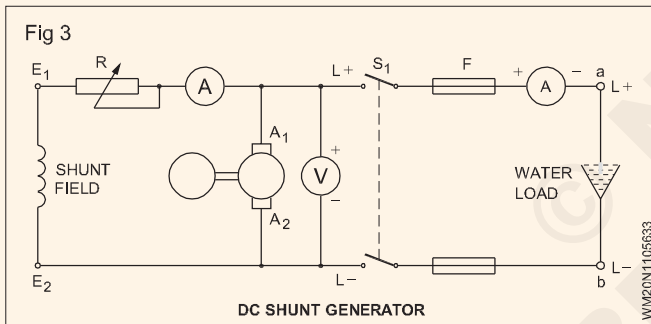 Fig 3
E1
R
A
L+
S1
F
+
A
−
a
L+
SHUNT
FIELD
A1
A2
+
V
−
WATER
LOAD
E2
L−
b
L−
DC SHUNT GENERATOR
WM20N1105633
©